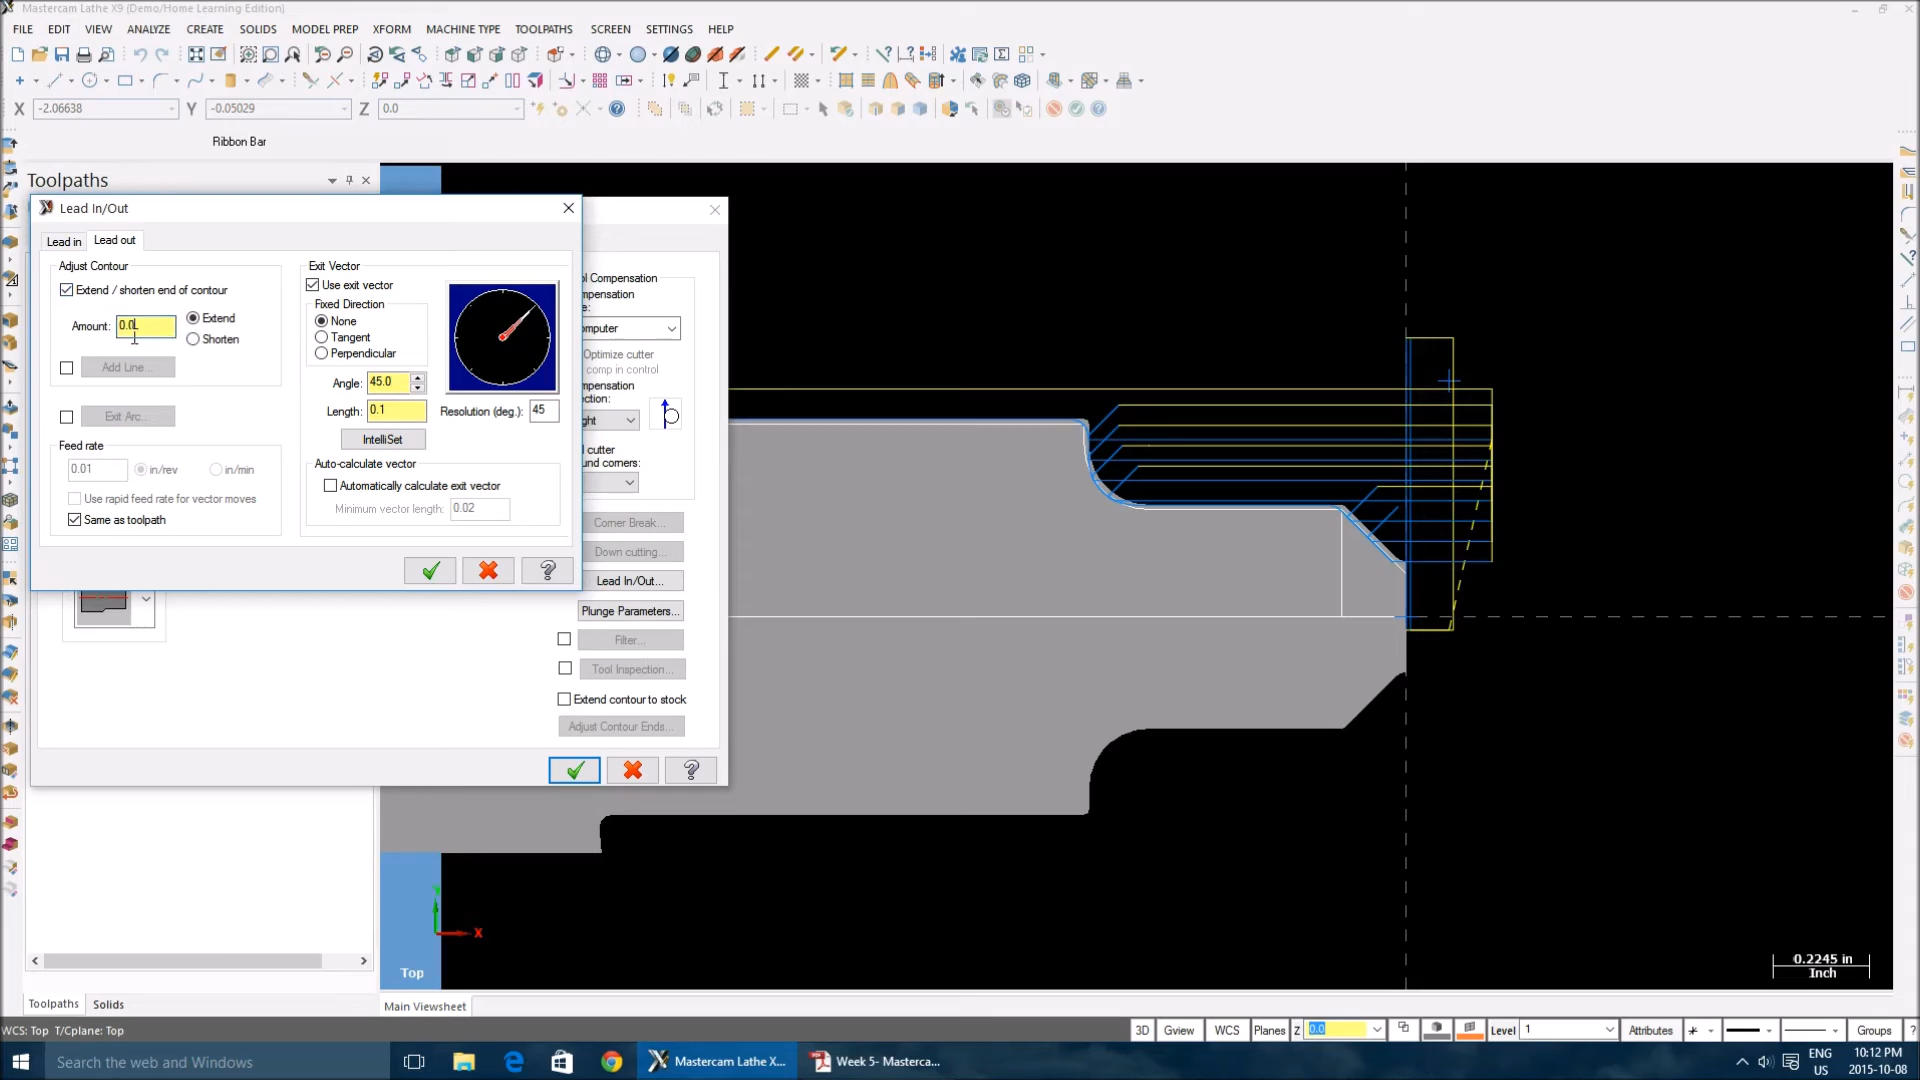 Mastercam Lathe X9 (Demo/Home Learning Edition)
FILE EDIT VIEW ANALYZE CREATE SOLIDS MODEL PREP XFORM MACHINE TYPE TOOLPATHS SCREEN SETTINGS HELP
X -2.06638 Y -0.05029 Z 0.0
Ribbon Bar
Toolpaths
Lead In/Out
Lead in Lead out
Adjust Contour
Extend / shorten end of contour
Amount: 0.0
Extend
Shorten
Add Line...
Exit Arc...
Feed rate
0.01 in/rev in/min
Use rapid feed rate for vector moves
Same as toolpath
Exit Vector
Use exit vector
Fixed Direction
None
Tangent
Perpendicular
Angle: 45.0
Length: 0.1
Resolution (deg.): 45
IntelliSet
Auto-calculate vector
Automatically calculate exit vector
Minimum vector length: 0.02
ol Compensation
mpensation
e:
omputer
Optimize cutter
comp in control
mpensation
ection:
ght
l cutter
und corners:
Corner Break...
Down cutting...
Lead In/Out...
Plunge Parameters...
Filter...
Tool Inspection...
Extend contour to stock
Adjust Contour Ends...
X
Top
0.2245 in
Inch
Toolpaths Solids
Main Viewsheet
WCS: Top T/Cplane: Top
3D Gview WCS Planes Z 0.0 Level 1 Attributes Groups ?
Search the web and Windows
Mastercam Lathe X...
Week 5- Masterca...
ENG
US
10:12 PM
2015-10-08